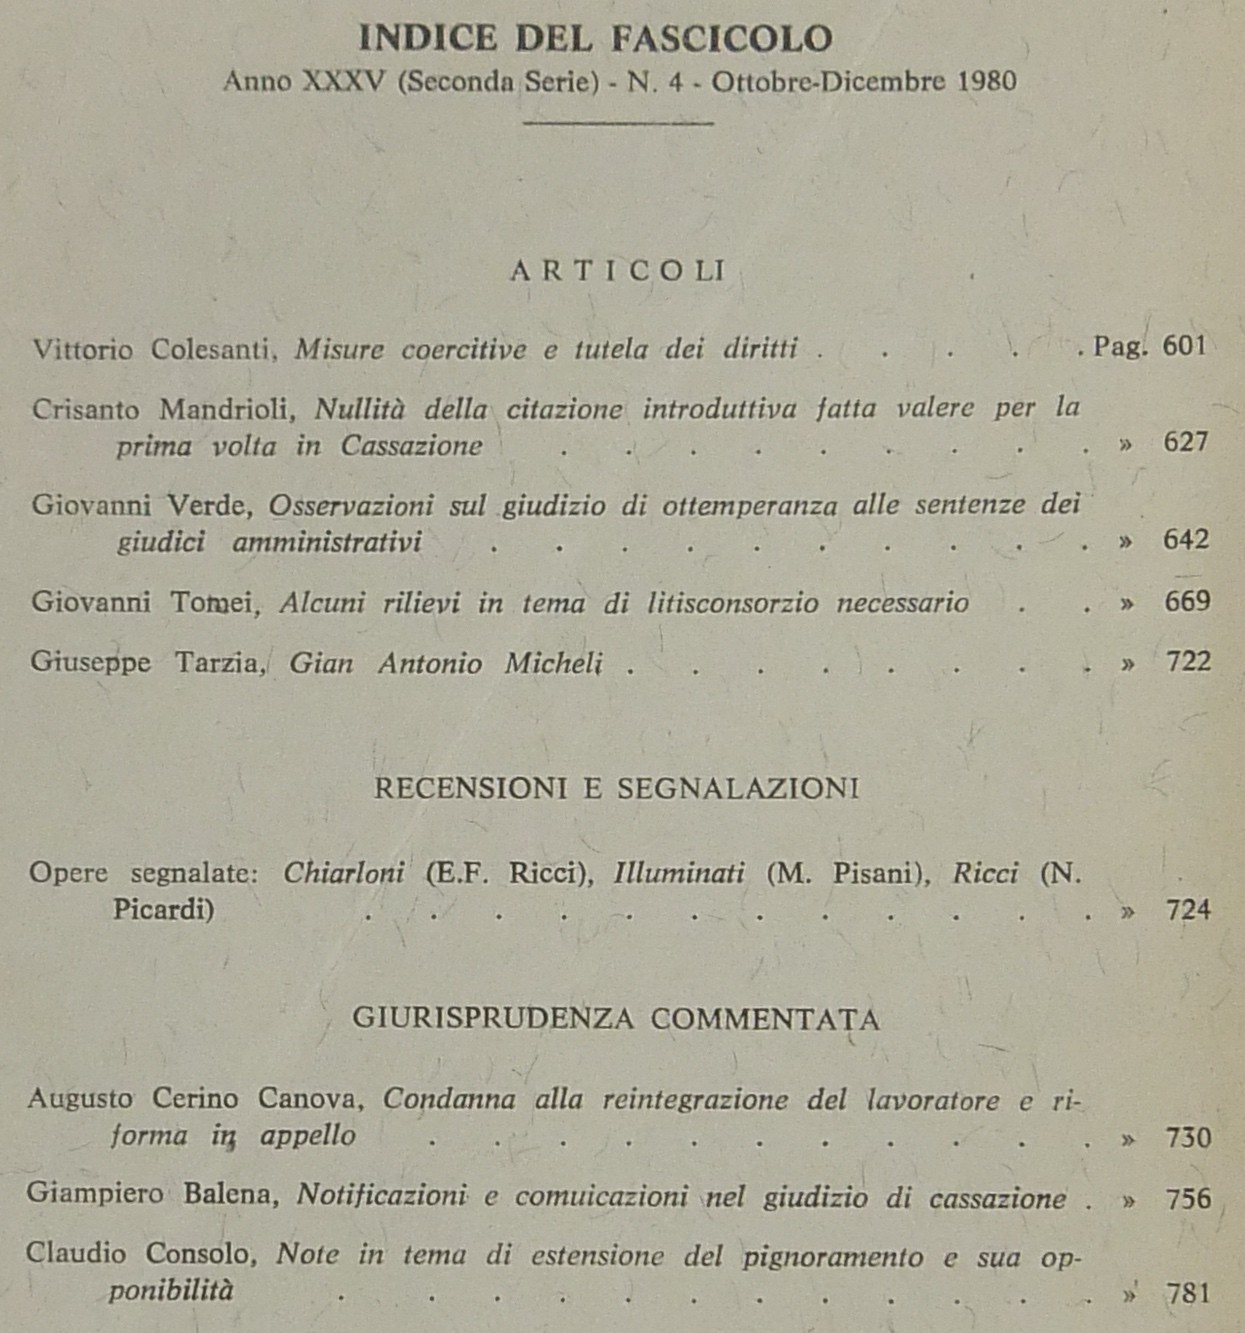 INDICE DEL FASCICOLO
Anno XXXV (Seconda Serie) - N. 4 - Ottobre-Dicembre 1980
ARTICOLI
Vittorio Colesanti, Misure coercitive e tutela dei diritti . . . . . Pag. 601
Crisanto Mandrioli, Nullità della citazione introduttiva fatta valere per la
prima volta in Cassazione . . . . . . . . . » 627
Giovanni Verde, Osservazioni sul giudizio di ottemperanza alle sentenze dei
giudici amministrativi . . . . . . . . . . » 642
Giovanni Tomei, Alcuni rilievi in tema di litisconsorzio necessario . . » 669
Giuseppe Tarzia, Gian Antonio Micheli . . . . . . . . » 722
RECENSIONI E SEGNALAZIONI
Opere segnalate: Chiarloni (E.F. Ricci), Illuminati (M. Pisani), Ricci (N.
Picardi) . . . . . . . . . . . . » 724
GIURISPRUDENZA COMMENTATA
Augusto Cerino Canova, Condanna alla reintegrazione del lavoratore e ri-
forma in appello . . . . . . . . . . . » 730
Giampiero Balena, Notificazioni e comuicazioni nel giudizio di cassazione . » 756
Claudio Consolo, Note in tema di estensione del pignoramento e sua op-
ponibilità . . . . . . . . . . . . » 781